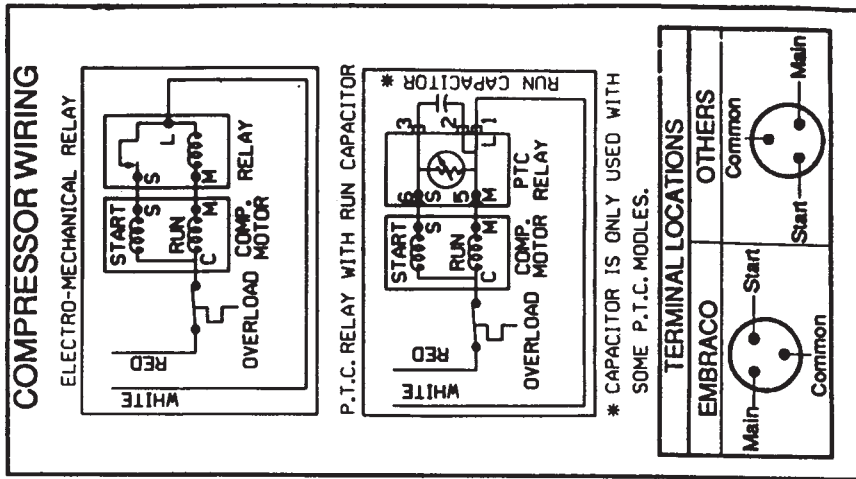 COMPRESSOR WIRING
ELECTRO-MECHANICAL RELAY
START
S
S
L
RUN
M
M
C
COMP.
MOTOR
RELAY
OVERLOAD
RED
WHITE
P.T.C. RELAY WITH RUN CAPACITOR
* RUN CAPACITOR
START
S
6
S
3
2
L
1
RUN
M
5
M
C
COMP.
MOTOR
PTC
RELAY
OVERLOAD
RED
WHITE
* CAPACITOR IS ONLY USED WITH
SOME P.T.C. MODLES.
TERMINAL LOCATIONS
EMBRACO
OTHERS
Main
Start
Common
Common
Start
Main